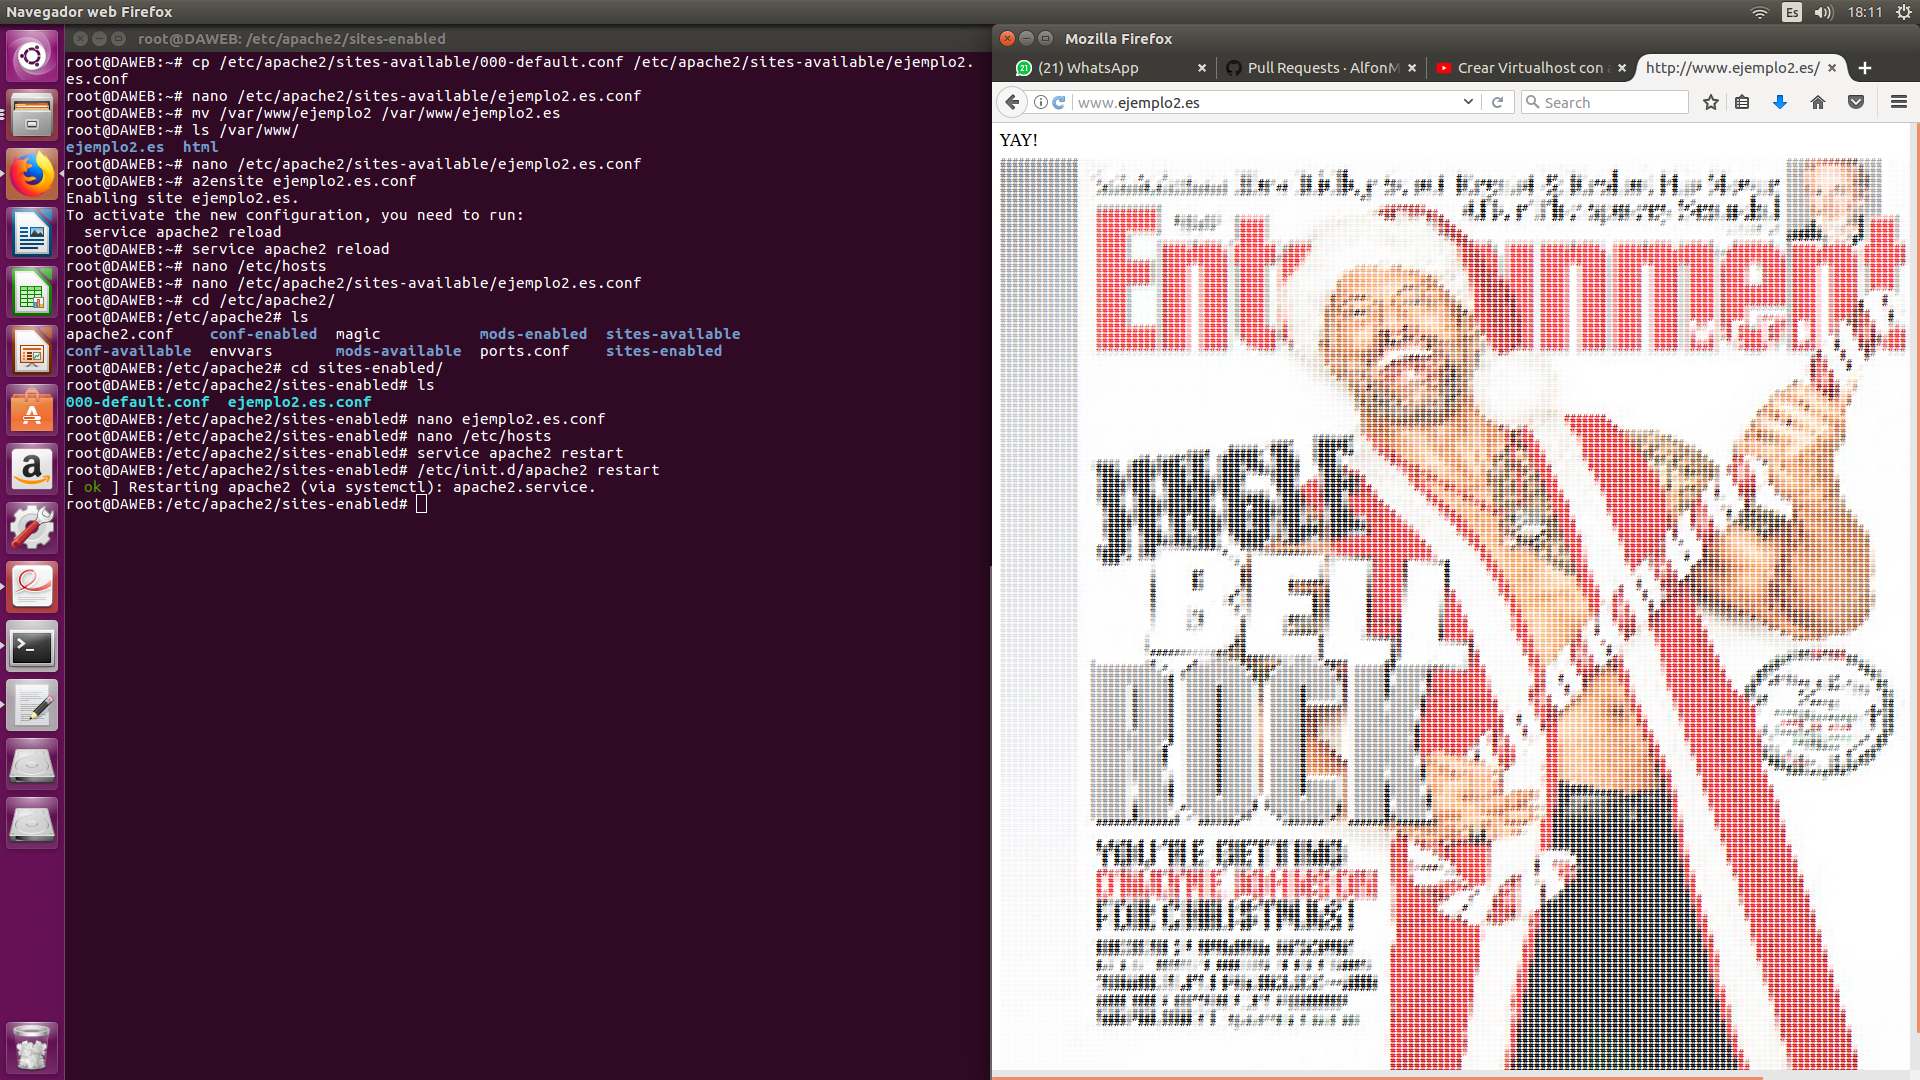 Navegador web Firefox
Es
18:11
root@DAWEB: /etc/apache2/sites-enabled
root@DAWEB:~# cp /etc/apache2/sites-available/000-default.conf /etc/apache2/sites-available/ejemplo2.
es.conf
root@DAWEB:~# nano /etc/apache2/sites-available/ejemplo2.es.conf
root@DAWEB:~# mv /var/www/ejemplo2 /var/www/ejemplo2.es
root@DAWEB:~# ls /var/www/
ejemplo2.es  html
root@DAWEB:~# nano /etc/apache2/sites-available/ejemplo2.es.conf
root@DAWEB:~# a2ensite ejemplo2.es.conf
Enabling site ejemplo2.es.
To activate the new configuration, you need to run:
  service apache2 reload
root@DAWEB:~# service apache2 reload
root@DAWEB:~# nano /etc/hosts
root@DAWEB:~# nano /etc/apache2/sites-available/ejemplo2.es.conf
root@DAWEB:~# cd /etc/apache2/
root@DAWEB:/etc/apache2# ls
apache2.conf    conf-enabled  magic           mods-enabled  sites-available
conf-available  envvars       mods-available  ports.conf    sites-enabled
root@DAWEB:/etc/apache2# cd sites-enabled/
root@DAWEB:/etc/apache2/sites-enabled# ls
000-default.conf  ejemplo2.es.conf
root@DAWEB:/etc/apache2/sites-enabled# nano ejemplo2.es.conf
root@DAWEB:/etc/apache2/sites-enabled# nano /etc/hosts
root@DAWEB:/etc/apache2/sites-enabled# service apache2 restart
root@DAWEB:/etc/apache2/sites-enabled# /etc/init.d/apache2 restart
[ ok ] Restarting apache2 (via systemctl): apache2.service.
root@DAWEB:/etc/apache2/sites-enabled#
Mozilla Firefox
(21) WhatsApp
Pull Requests · AlfonM
Crear Virtualhost con
http://www.ejemplo2.es/
www.ejemplo2.es
Search
YAY!
JINGLE
BELL
ROCK
YOU'RE GETTING
DWAYNE JOHNSON
FOR CHRISTMAS!